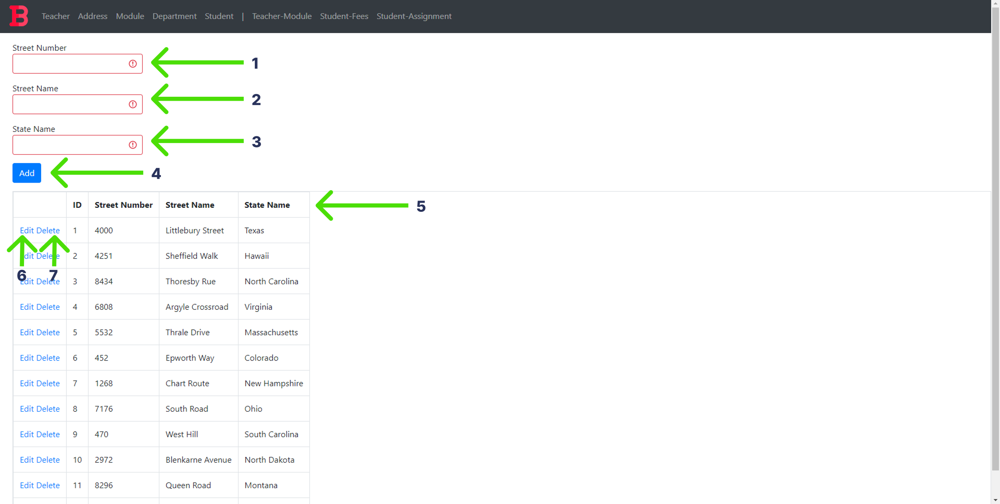 B Teacher Address Module Department Student | Teacher-Module Student-Fees Student-Assignment
Street Number
1
Street Name
2
State Name
3
Add 4
ID Street Number Street Name State Name 5
Edit Delete 1 4000 Littlebury Street Texas
Edit Delete 2 4251 Sheffield Walk Hawaii
6 7
Edit Delete 3 8434 Thoresby Rue North Carolina
Edit Delete 4 6808 Argyle Crossroad Virginia
Edit Delete 5 5532 Thrale Drive Massachusetts
Edit Delete 6 452 Epworth Way Colorado
Edit Delete 7 1268 Chart Route New Hampshire
Edit Delete 8 7176 South Road Ohio
Edit Delete 9 470 West Hill South Carolina
Edit Delete 10 2972 Blenkarne Avenue North Dakota
Edit Delete 11 8296 Queen Road Montana